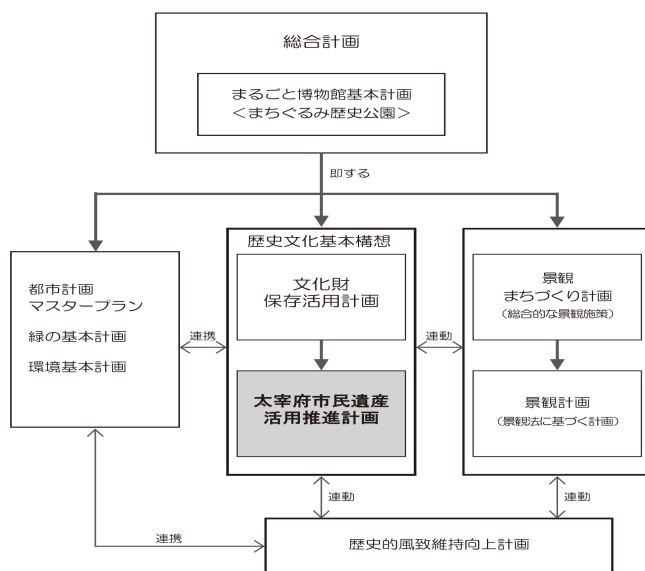 総合計画
まるごと博物館基本計画
＜まちぐるみ歴史公園＞
即する
都市計画
マスタープラン
緑の基本計画
環境基本計画
連携
歴史文化基本構想
文化財
保存活用計画
太宰府市民遺産
活用推進計画
連動
景観
まちづくり計画
（総合的な景観施策）
景観計画
（景観法に基づく計画）
連動
連動
連携
歴史的風致維持向上計画